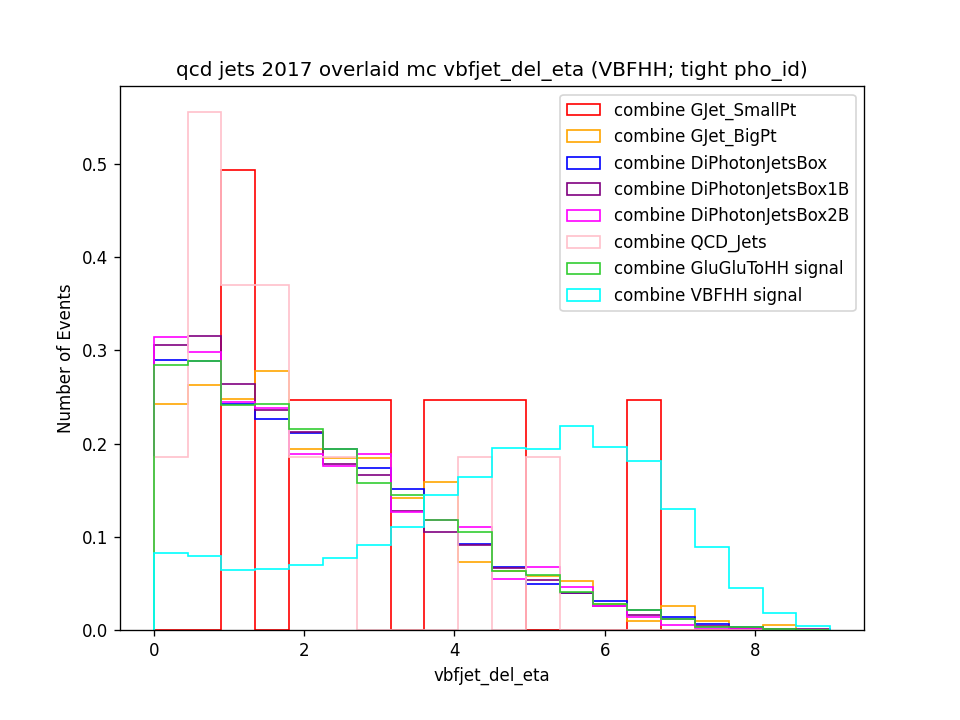 qcd jets 2017 overlaid mc vbfjet_del_eta (VBFHH; tight pho_id)
combine GJet_SmallPt
combine GJet_BigPt
combine DiPhotonJetsBox
combine DiPhotonJetsBox1B
combine DiPhotonJetsBox2B
combine QCD_Jets
combine GluGluToHH signal
combine VBFHH signal
Number of Events
0.5
0.4
0.3
0.2
0.1
0.0
0 2 4 6 8
vbfjet_del_eta